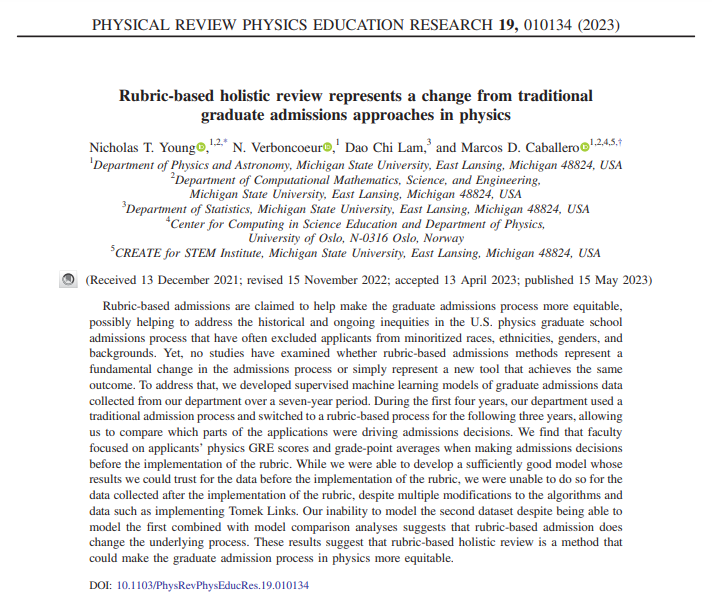 PHYSICAL REVIEW PHYSICS EDUCATION RESEARCH 19, 010134 (2023)
Rubric-based holistic review represents a change from traditional
graduate admissions approaches in physics
Nicholas T. Young,1,2,* N. Verboncoeur,1 Dao Chi Lam,3 and Marcos D. Caballero1,2,4,5,†
1Department of Physics and Astronomy, Michigan State University, East Lansing, Michigan 48824, USA
2Department of Computational Mathematics, Science, and Engineering,
Michigan State University, East Lansing, Michigan 48824, USA
3Department of Statistics, Michigan State University, East Lansing, Michigan 48824, USA
4Center for Computing in Science Education and Department of Physics,
University of Oslo, N-0316 Oslo, Norway
5CREATE for STEM Institute, Michigan State University, East Lansing, Michigan 48824, USA
(Received 13 December 2021; revised 15 November 2022; accepted 13 April 2023; published 15 May 2023)
Rubric-based admissions are claimed to help make the graduate admissions process more equitable,
possibly helping to address the historical and ongoing inequities in the U.S. physics graduate school
admissions process that have often excluded applicants from minoritized races, ethnicities, genders, and
backgrounds. Yet, no studies have examined whether rubric-based admissions methods represent a
fundamental change in the admissions process or simply represent a new tool that achieves the same
outcome. To address that, we developed supervised machine learning models of graduate admissions data
collected from our department over a seven-year period. During the first four years, our department used a
traditional admission process and switched to a rubric-based process for the following three years, allowing
us to compare which parts of the applications were driving admissions decisions. We find that faculty
focused on applicants' physics GRE scores and grade-point averages when making admissions decisions
before the implementation of the rubric. While we were able to develop a sufficiently good model whose
results we could trust for the data before the implementation of the rubric, we were unable to do so for the
data collected after the implementation of the rubric, despite multiple modifications to the algorithms and
data such as implementing Tomek Links. Our inability to model the second dataset despite being able to
model the first combined with model comparison analyses suggests that rubric-based admission does
change the underlying process. These results suggest that rubric-based holistic review is a method that
could make the graduate admission process in physics more equitable.
DOI: 10.1103/PhysRevPhysEducRes.19.010134